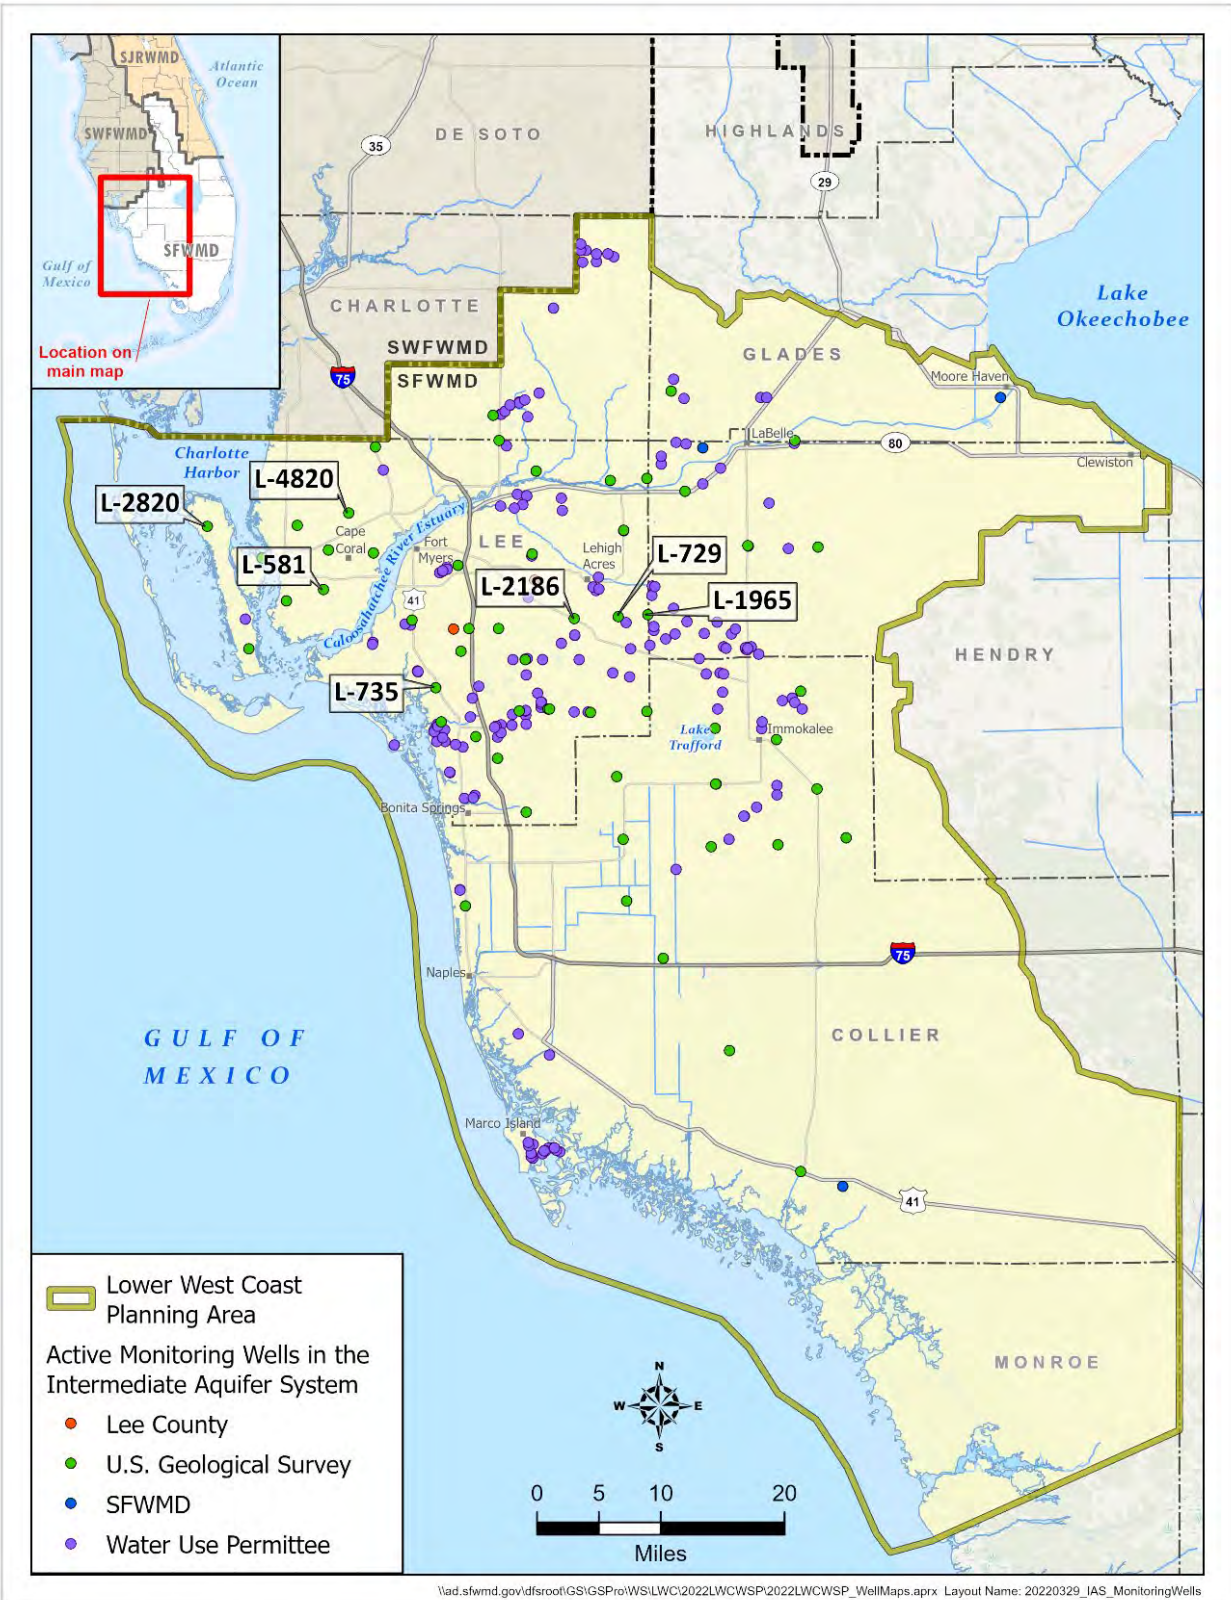 SJRWMD
Atlantic
Ocean
SWFWMD
SFWMD
Gulf of
Mexico
Location on
main map
35
DE SOTO
HIGHLANDS
29
Lake
Okeechobee
CHARLOTTE
SWFWMD
SFWMD
75
GLADES
Moore Haven
LaBelle
80
Clewiston
Charlotte
Harbor
L-4820
L-2820
Cape
Coral
Caloosahatchee River Estuary
Fort
Myers
LEE
Lehigh
Acres
L-729
L-581
L-2186
L-1965
41
HENDRY
L-735
Lake
Trafford
Immokalee
Bonita Springs
75
Naples
COLLIER
GULF OF
MEXICO
Marco Island
41
MONROE
Lower West Coast
Planning Area
Active Monitoring Wells in the
Intermediate Aquifer System
Lee County
U.S. Geological Survey
SFWMD
Water Use Permittee
N
W E
S
0 5 10 20
Miles
\\ad.sfwmd.gov\dfsroot\GS\GSPro\WS\LWC\2022LWCWSP\2022LWCWSP_WellMaps.aprx Layout Name: 20220329_IAS_MonitoringWells